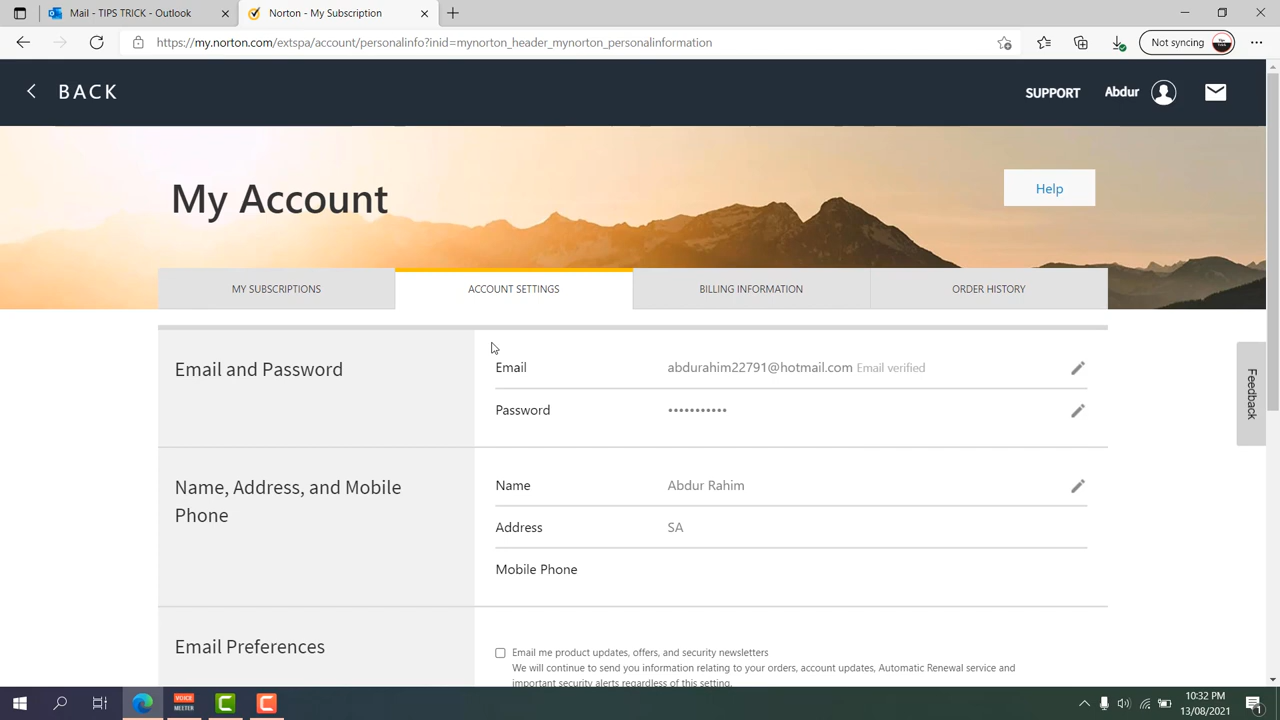 Mail - TIPS TRICK - Outlook
Norton - My Subscription
https://my.norton.com/extspa/account/personalinfo?inid=mynorton_header_mynorton_personalinformation
Not syncing
BACK
SUPPORT
Abdur
My Account
Help
MY SUBSCRIPTIONS
ACCOUNT SETTINGS
BILLING INFORMATION
ORDER HISTORY
Email and Password
Email
abdurahim22791@hotmail.com Email verified
Password
•••••••••••
Feedback
Name, Address, and Mobile
Phone
Name
Abdur Rahim
Address
SA
Mobile Phone
Email Preferences
Email me product updates, offers, and security newsletters
We will continue to send you information relating to your orders, account updates, Automatic Renewal service and
important security alerts regardless of this setting.
VOICE
MEETER
10:32 PM
13/08/2021
1